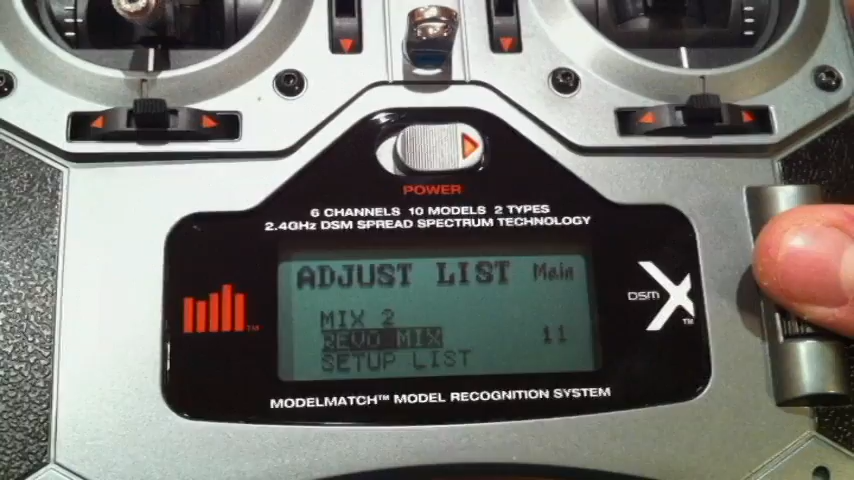 POWER
6 CHANNELS 10 MODELS 2 TYPES
2.4GHz DSM SPREAD SPECTRUM TECHNOLOGY
ADJUST LIST Main
MIX 2
REVO MIX 11
SETUP LIST
DSM X™
MODELMATCH™ MODEL RECOGNITION SYSTEM